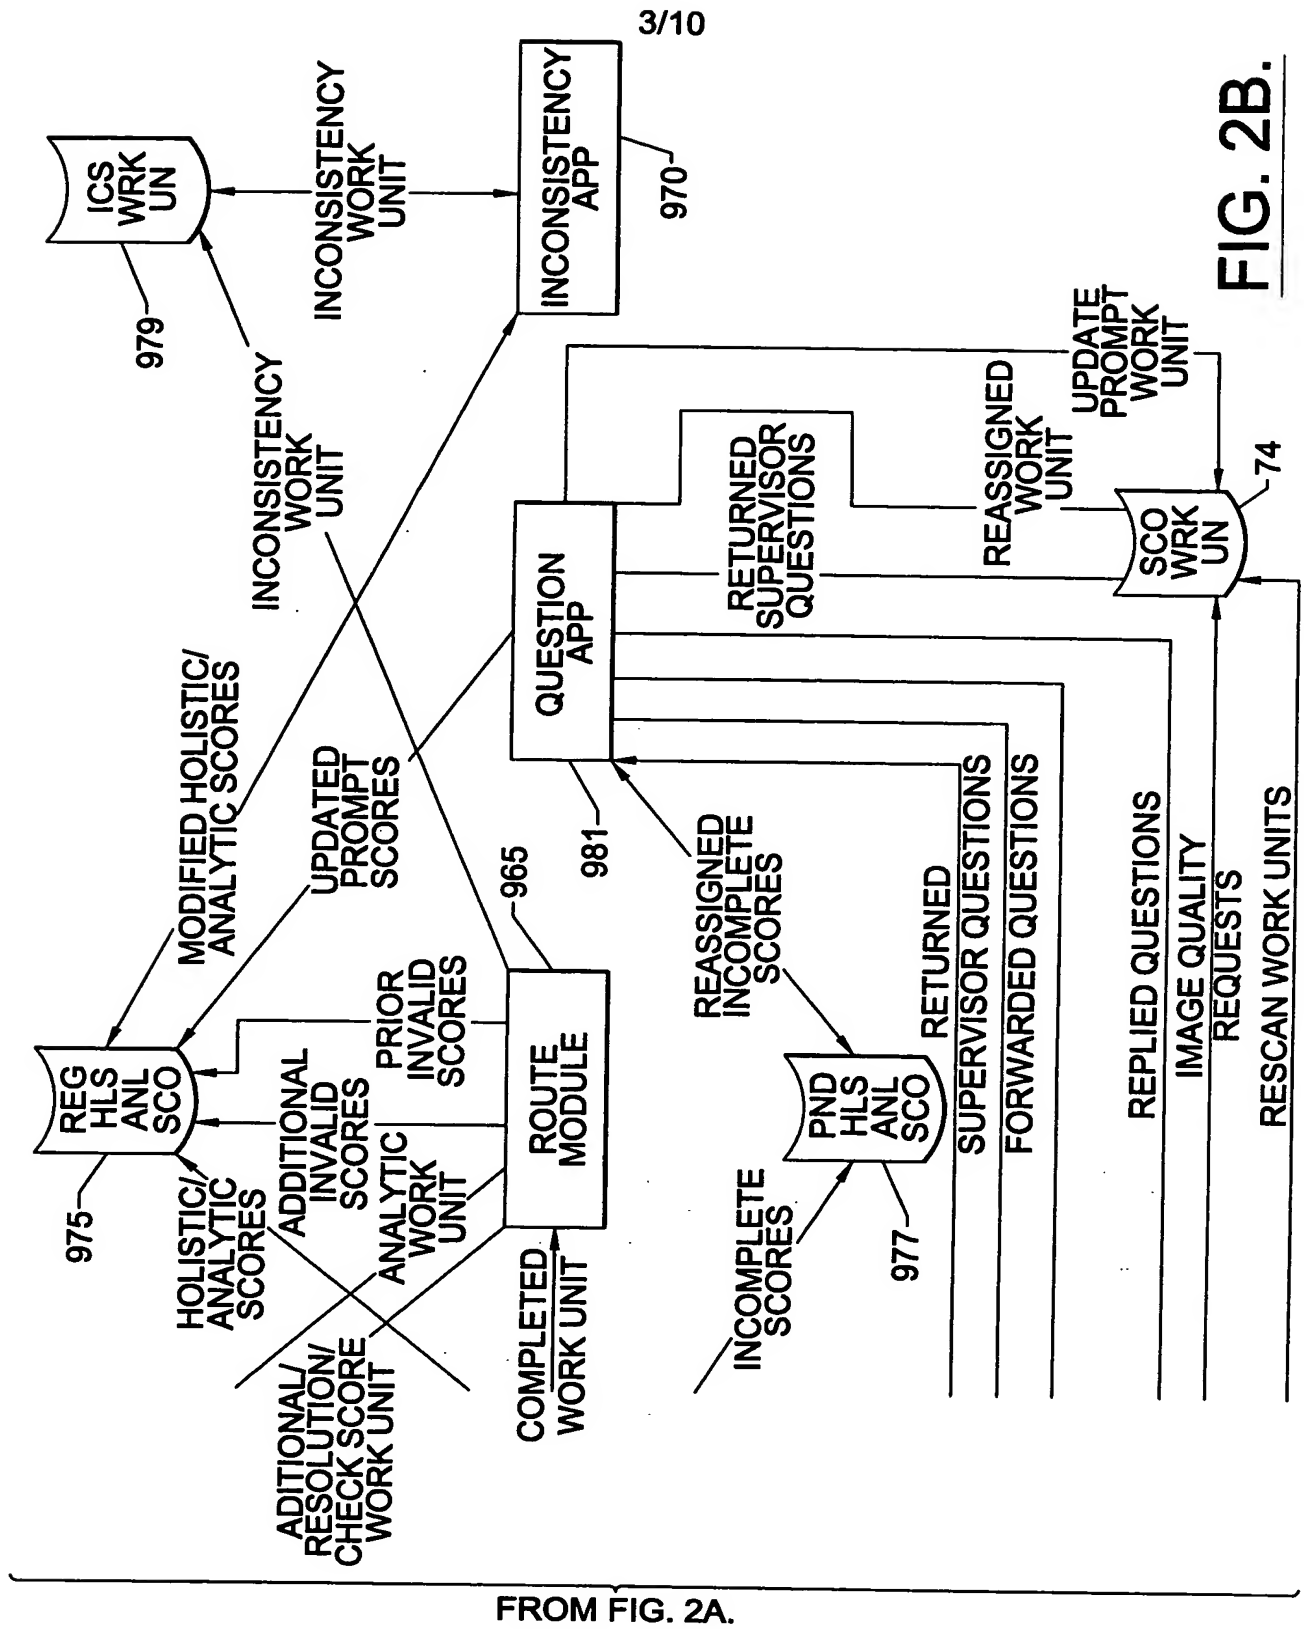 3/10
ICS
WRK
UN
979
INCONSISTENCY
WORK
UNIT
INCONSISTENCY
APP
970
INCONSISTENCY
WORK
UNIT
MODIFIED HOLISTIC/
ANALYTIC SCORES
UPDATED
PROMPT
SCORES
REG
HLS
ANL
SCO
975
HOLISTIC/
ANALYTIC
SCORES
ADDITIONAL
INVALID
SCORES
PRIOR
INVALID
SCORES
ANALYTIC
WORK
UNIT
ADITIONAL/
RESOLUTION/
CHECK SCORE
WORK UNIT
ROUTE
MODULE
965
COMPLETED
WORK UNIT
QUESTION
APP
981
RETURNED
SUPERVISOR
QUESTIONS
REASSIGNED
WORK
UNIT
UPDATE
PROMPT
WORK
UNIT
SCO
WRK
UN
74
REASSIGNED
INCOMPLETE
SCORES
PND
HLS
ANL
SCO
977
INCOMPLETE
SCORES
RETURNED
SUPERVISOR QUESTIONS
FORWARDED QUESTIONS
REPLIED QUESTIONS
IMAGE QUALITY
REQUESTS
RESCAN WORK UNITS
FROM FIG. 2A.
FIG. 2B.